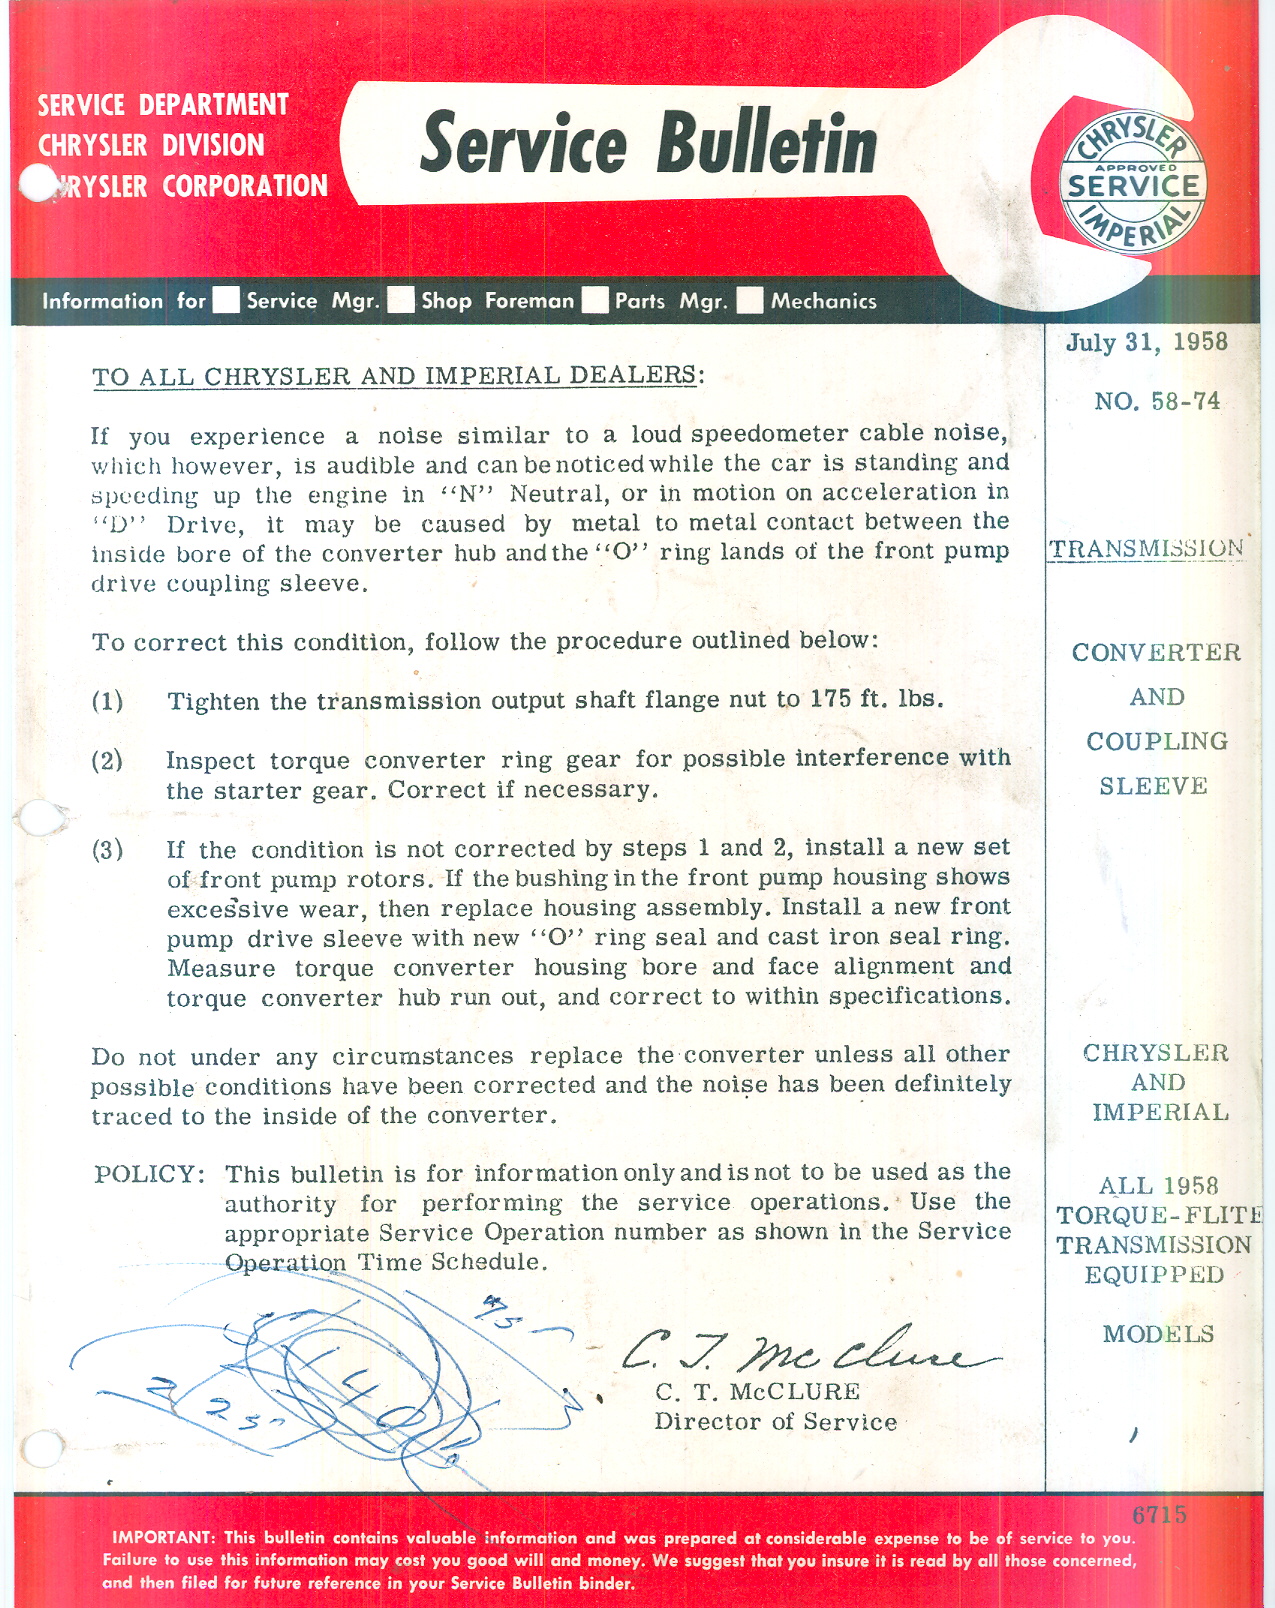 SERVICE DEPARTMENT
CHRYSLER DIVISION
CHRYSLER CORPORATION
Service Bulletin
CHRYSLER
APPROVED
SERVICE
IMPERIAL
Information for Service Mgr. Shop Foreman Parts Mgr. Mechanics
July 31, 1958
NO. 58-74
TO ALL CHRYSLER AND IMPERIAL DEALERS:
If you experience a noise similar to a loud speedometer cable noise,
which however, is audible and can be noticed while the car is standing and
speeding up the engine in "N" Neutral, or in motion on acceleration in
"D" Drive, it may be caused by metal to metal contact between the
inside bore of the converter hub and the "O" ring lands of the front pump
drive coupling sleeve.
To correct this condition, follow the procedure outlined below:
(1) Tighten the transmission output shaft flange nut to 175 ft. lbs.
(2) Inspect torque converter ring gear for possible interference with
the starter gear. Correct if necessary.
(3) If the condition is not corrected by steps 1 and 2, install a new set
of front pump rotors. If the bushing in the front pump housing shows
excessive wear, then replace housing assembly. Install a new front
pump drive sleeve with new "O" ring seal and cast iron seal ring.
Measure torque converter housing bore and face alignment and
torque converter hub run out, and correct to within specifications.
Do not under any circumstances replace the converter unless all other
possible conditions have been corrected and the noise has been definitely
traced to the inside of the converter.
POLICY: This bulletin is for information only and is not to be used as the
authority for performing the service operations. Use the
appropriate Service Operation number as shown in the Service
Operation Time Schedule.
C. T. McClure
C. T. McCLURE
Director of Service
TRANSMISSION
CONVERTER
AND
COUPLING
SLEEVE
CHRYSLER
AND
IMPERIAL
ALL 1958
TORQUE-FLITE
TRANSMISSION
EQUIPPED
MODELS
6715
IMPORTANT: This bulletin contains valuable information and was prepared at considerable expense to be of service to you.
Failure to use this information may cost you good will and money. We suggest that you insure it is read by all those concerned,
and then filed for future reference in your Service Bulletin binder.